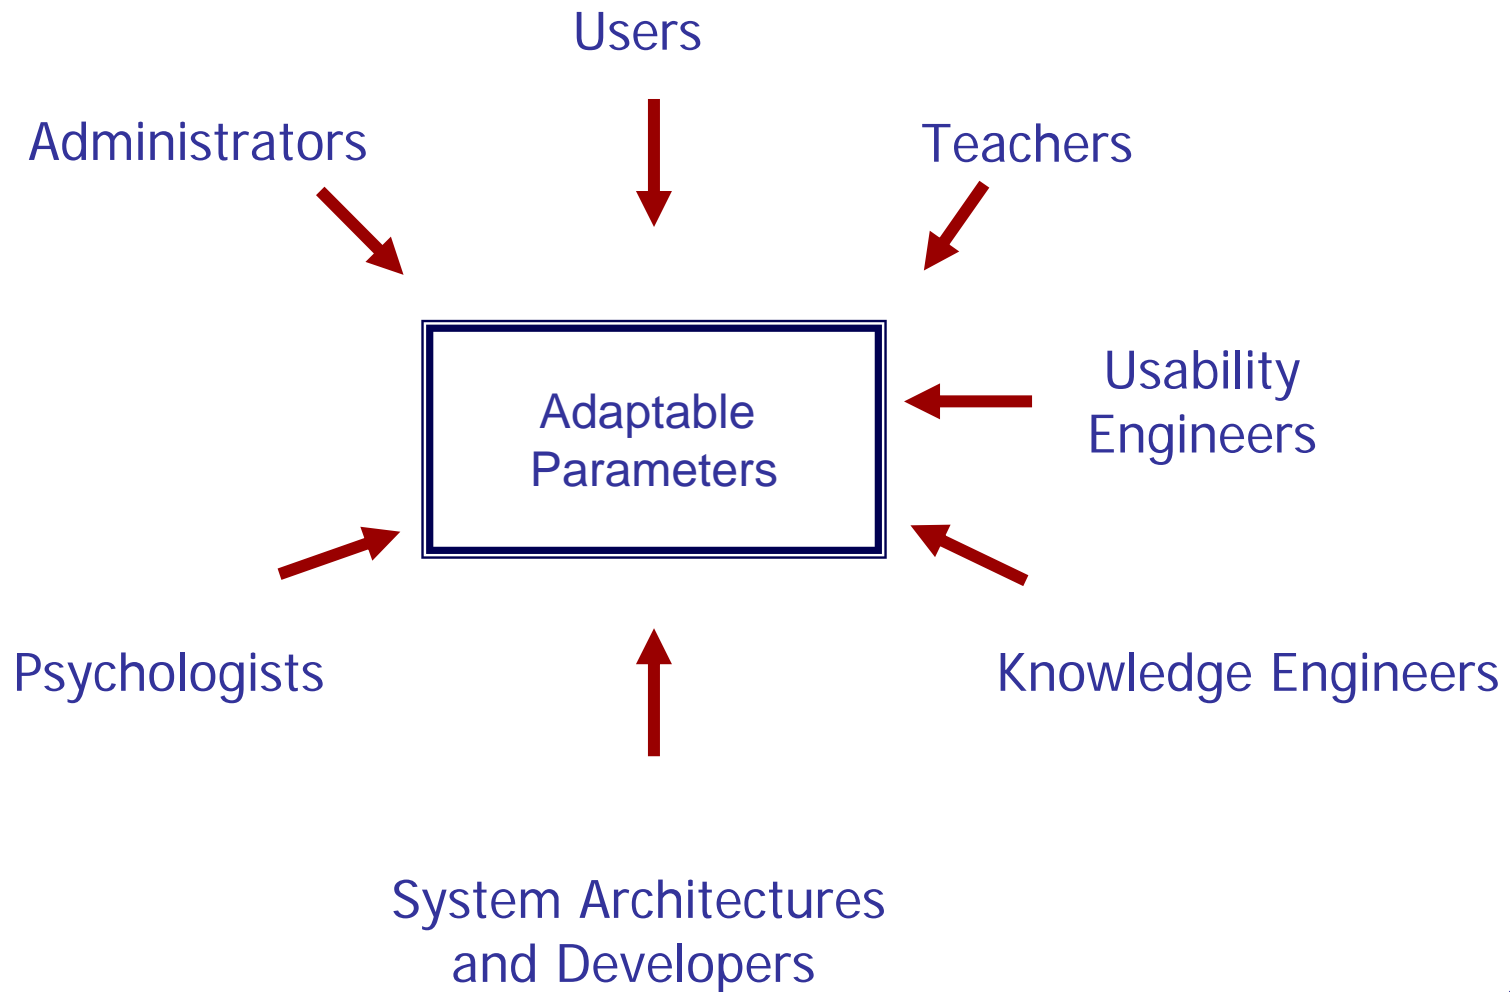 Users
Administrators
Teachers
Usability
Engineers
Adaptable
Parameters
Psychologists
Knowledge Engineers
System Architectures
and Developers